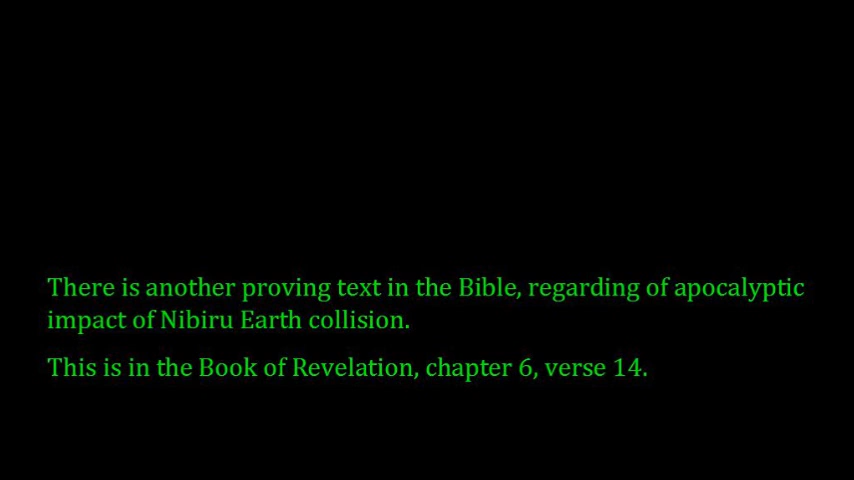 There is another proving text in the Bible, regarding of apocalyptic
impact of Nibiru Earth collision.
This is in the Book of Revelation, chapter 6, verse 14.